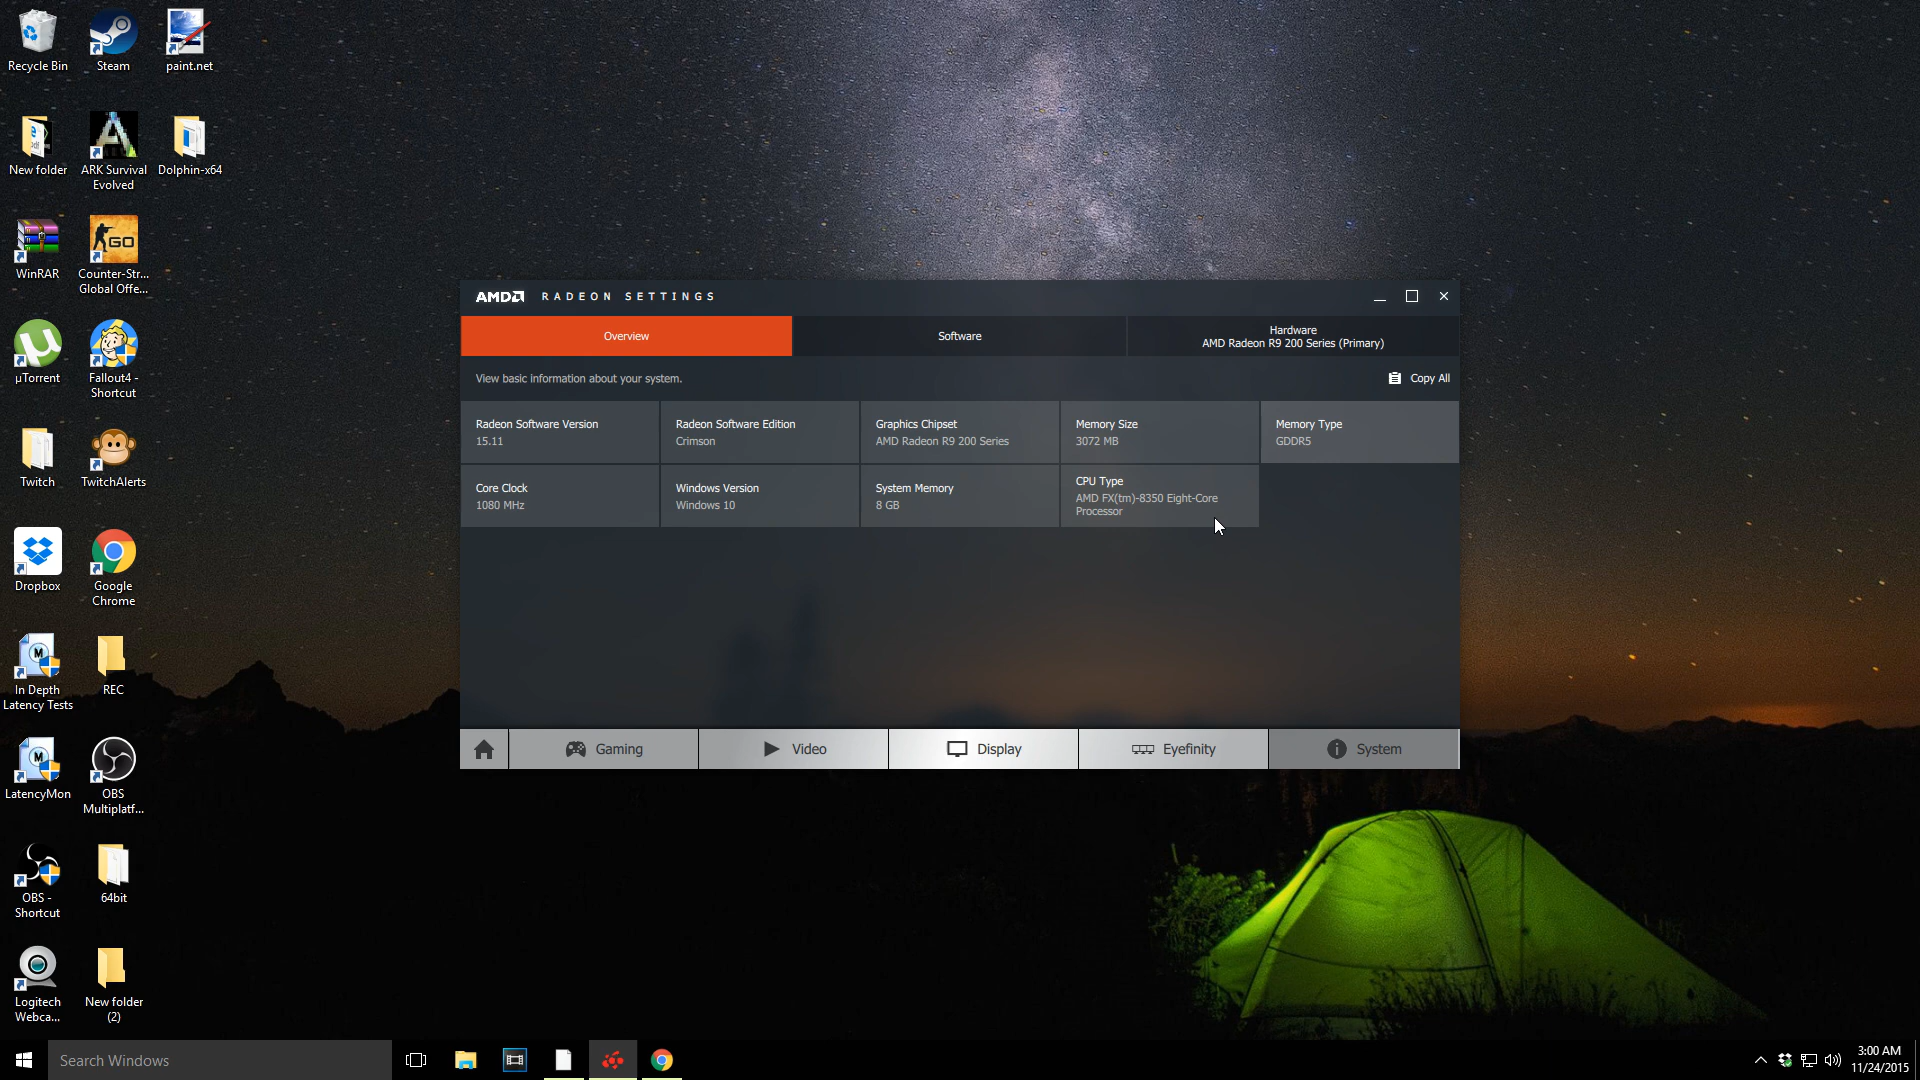 Recycle Bin
Steam
paint.net
New folder
ARK Survival
Evolved
Dolphin-x64
WinRAR
GO
Counter-Str...
Global Offe...
µTorrent
Fallout4 -
Shortcut
Twitch
TwitchAlerts
Dropbox
Google
Chrome
In Depth
Latency Tests
REC
LatencyMon
OBS
Multiplatf...
OBS -
Shortcut
64bit
Logitech
Webca...
New folder
(2)
AMD RADEON SETTINGS
Overview
Software
Hardware
AMD Radeon R9 200 Series (Primary)
View basic information about your system.
Copy All
Radeon Software Version
15.11
Radeon Software Edition
Crimson
Graphics Chipset
AMD Radeon R9 200 Series
Memory Size
3072 MB
Memory Type
GDDR5
Core Clock
1080 MHz
Windows Version
Windows 10
System Memory
8 GB
CPU Type
AMD FX(tm)-8350 Eight-Core
Processor
Gaming
Video
Display
Eyefinity
System
Search Windows
3:00 AM
11/24/2015